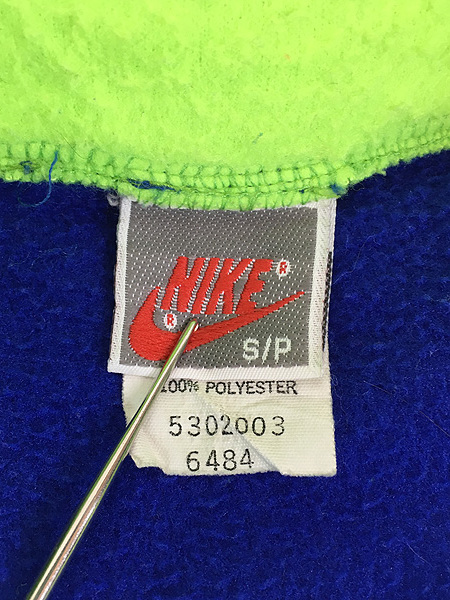 NIKE ®
®
S/P
100% POLYESTER
5302003
6484